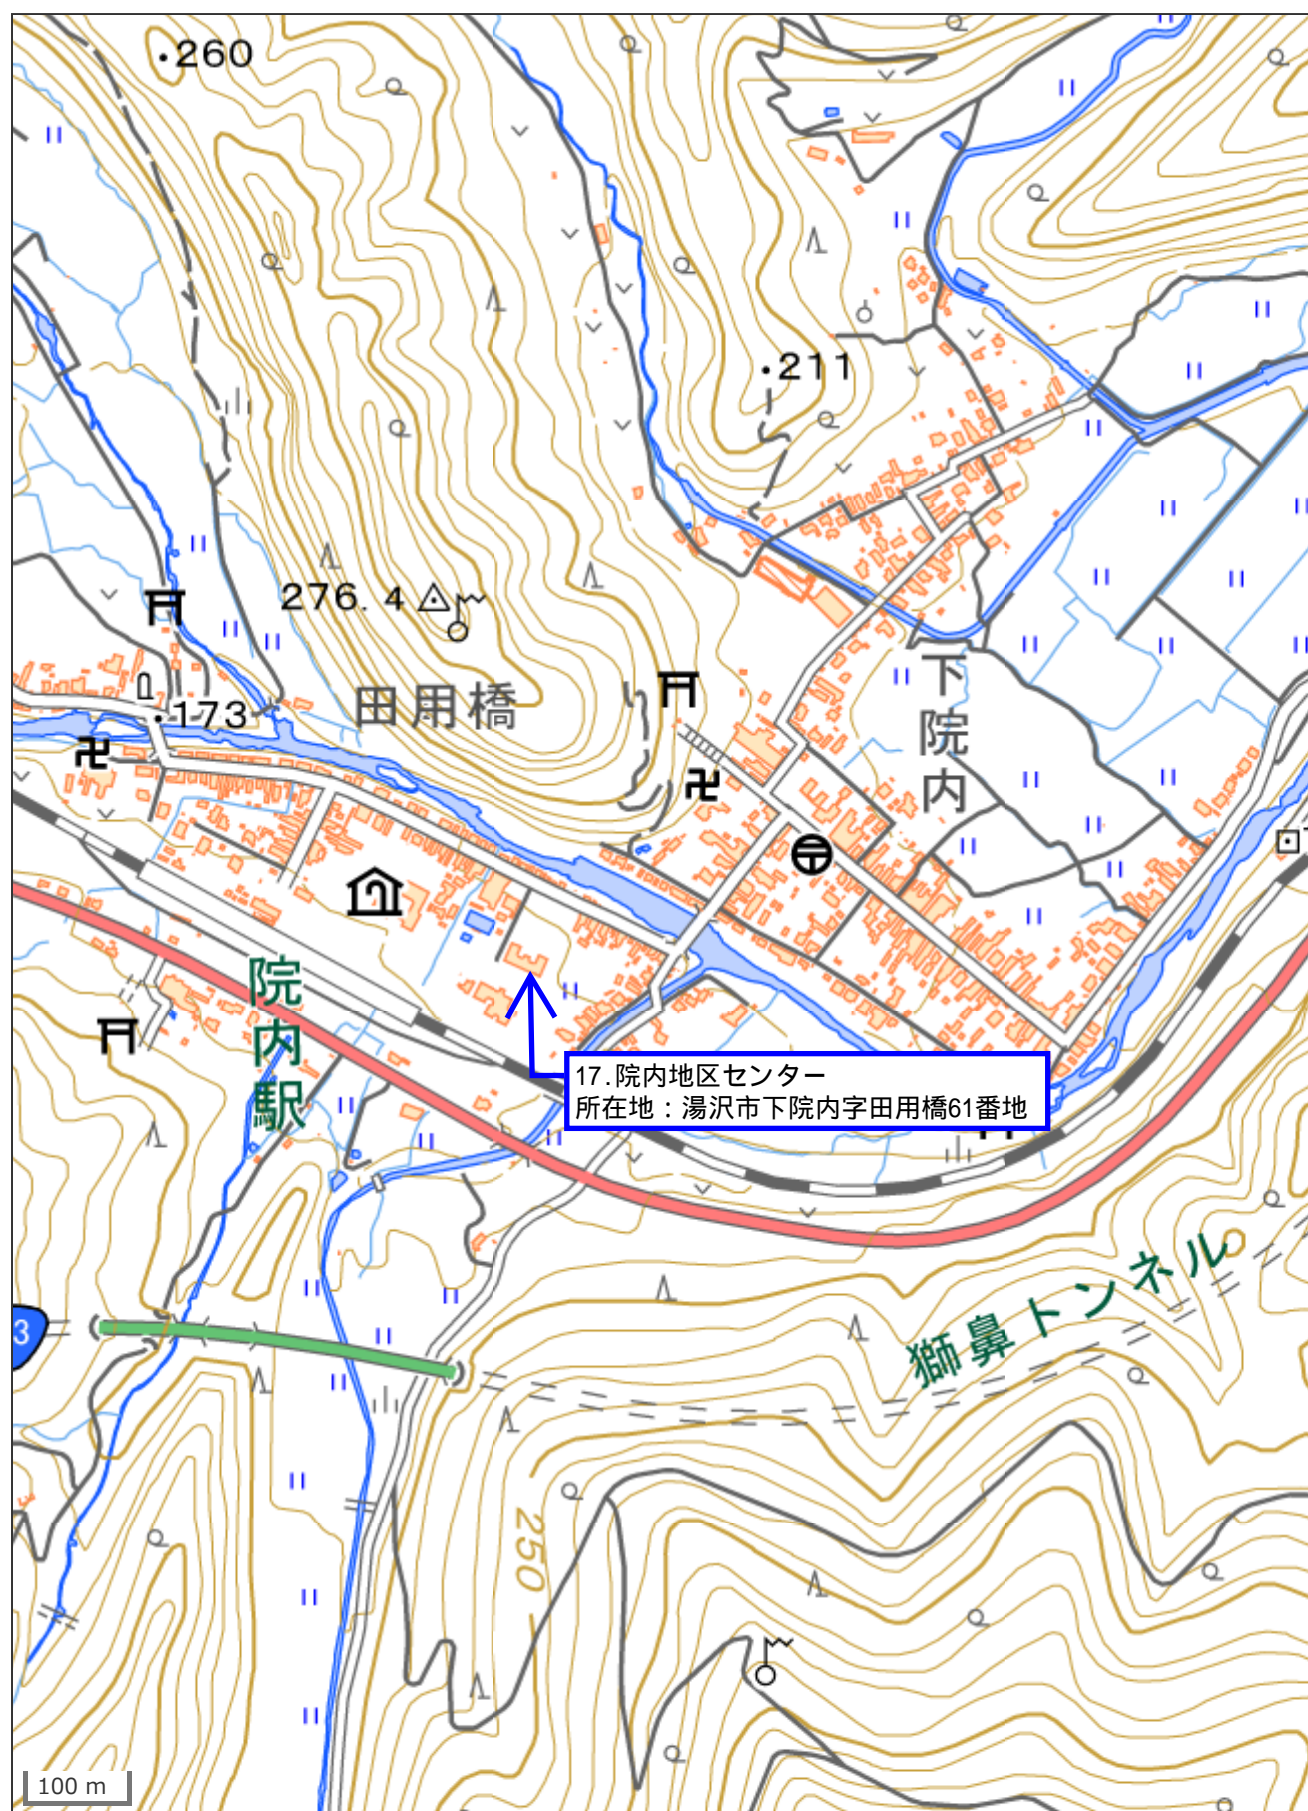 260
211
276.4
田用橋
173
下院内
院内駅
17.院内地区センター
所在地：湯沢市下院内字田用橋61番地
獅鼻トンネル
3
250
100 m